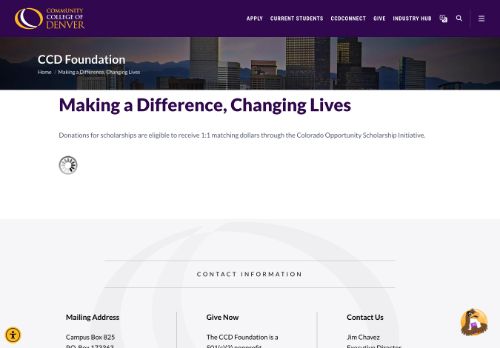 COMMUNITY
COLLEGE OF
DENVER
APPLY CURRENT STUDENTS CCDCONNECT GIVE INDUSTRY HUB
CCD Foundation
Home / Making a Difference, Changing Lives
Making a Difference, Changing Lives
Donations for scholarships are eligible to receive 1:1 matching dollars through the Colorado Opportunity Scholarship Initiative.
CONTACT INFORMATION
Mailing Address
Campus Box 825
P.O. Box 173363
Give Now
The CCD Foundation is a
501(c)(3) nonprofit
Contact Us
Jim Chavez
Executive Director